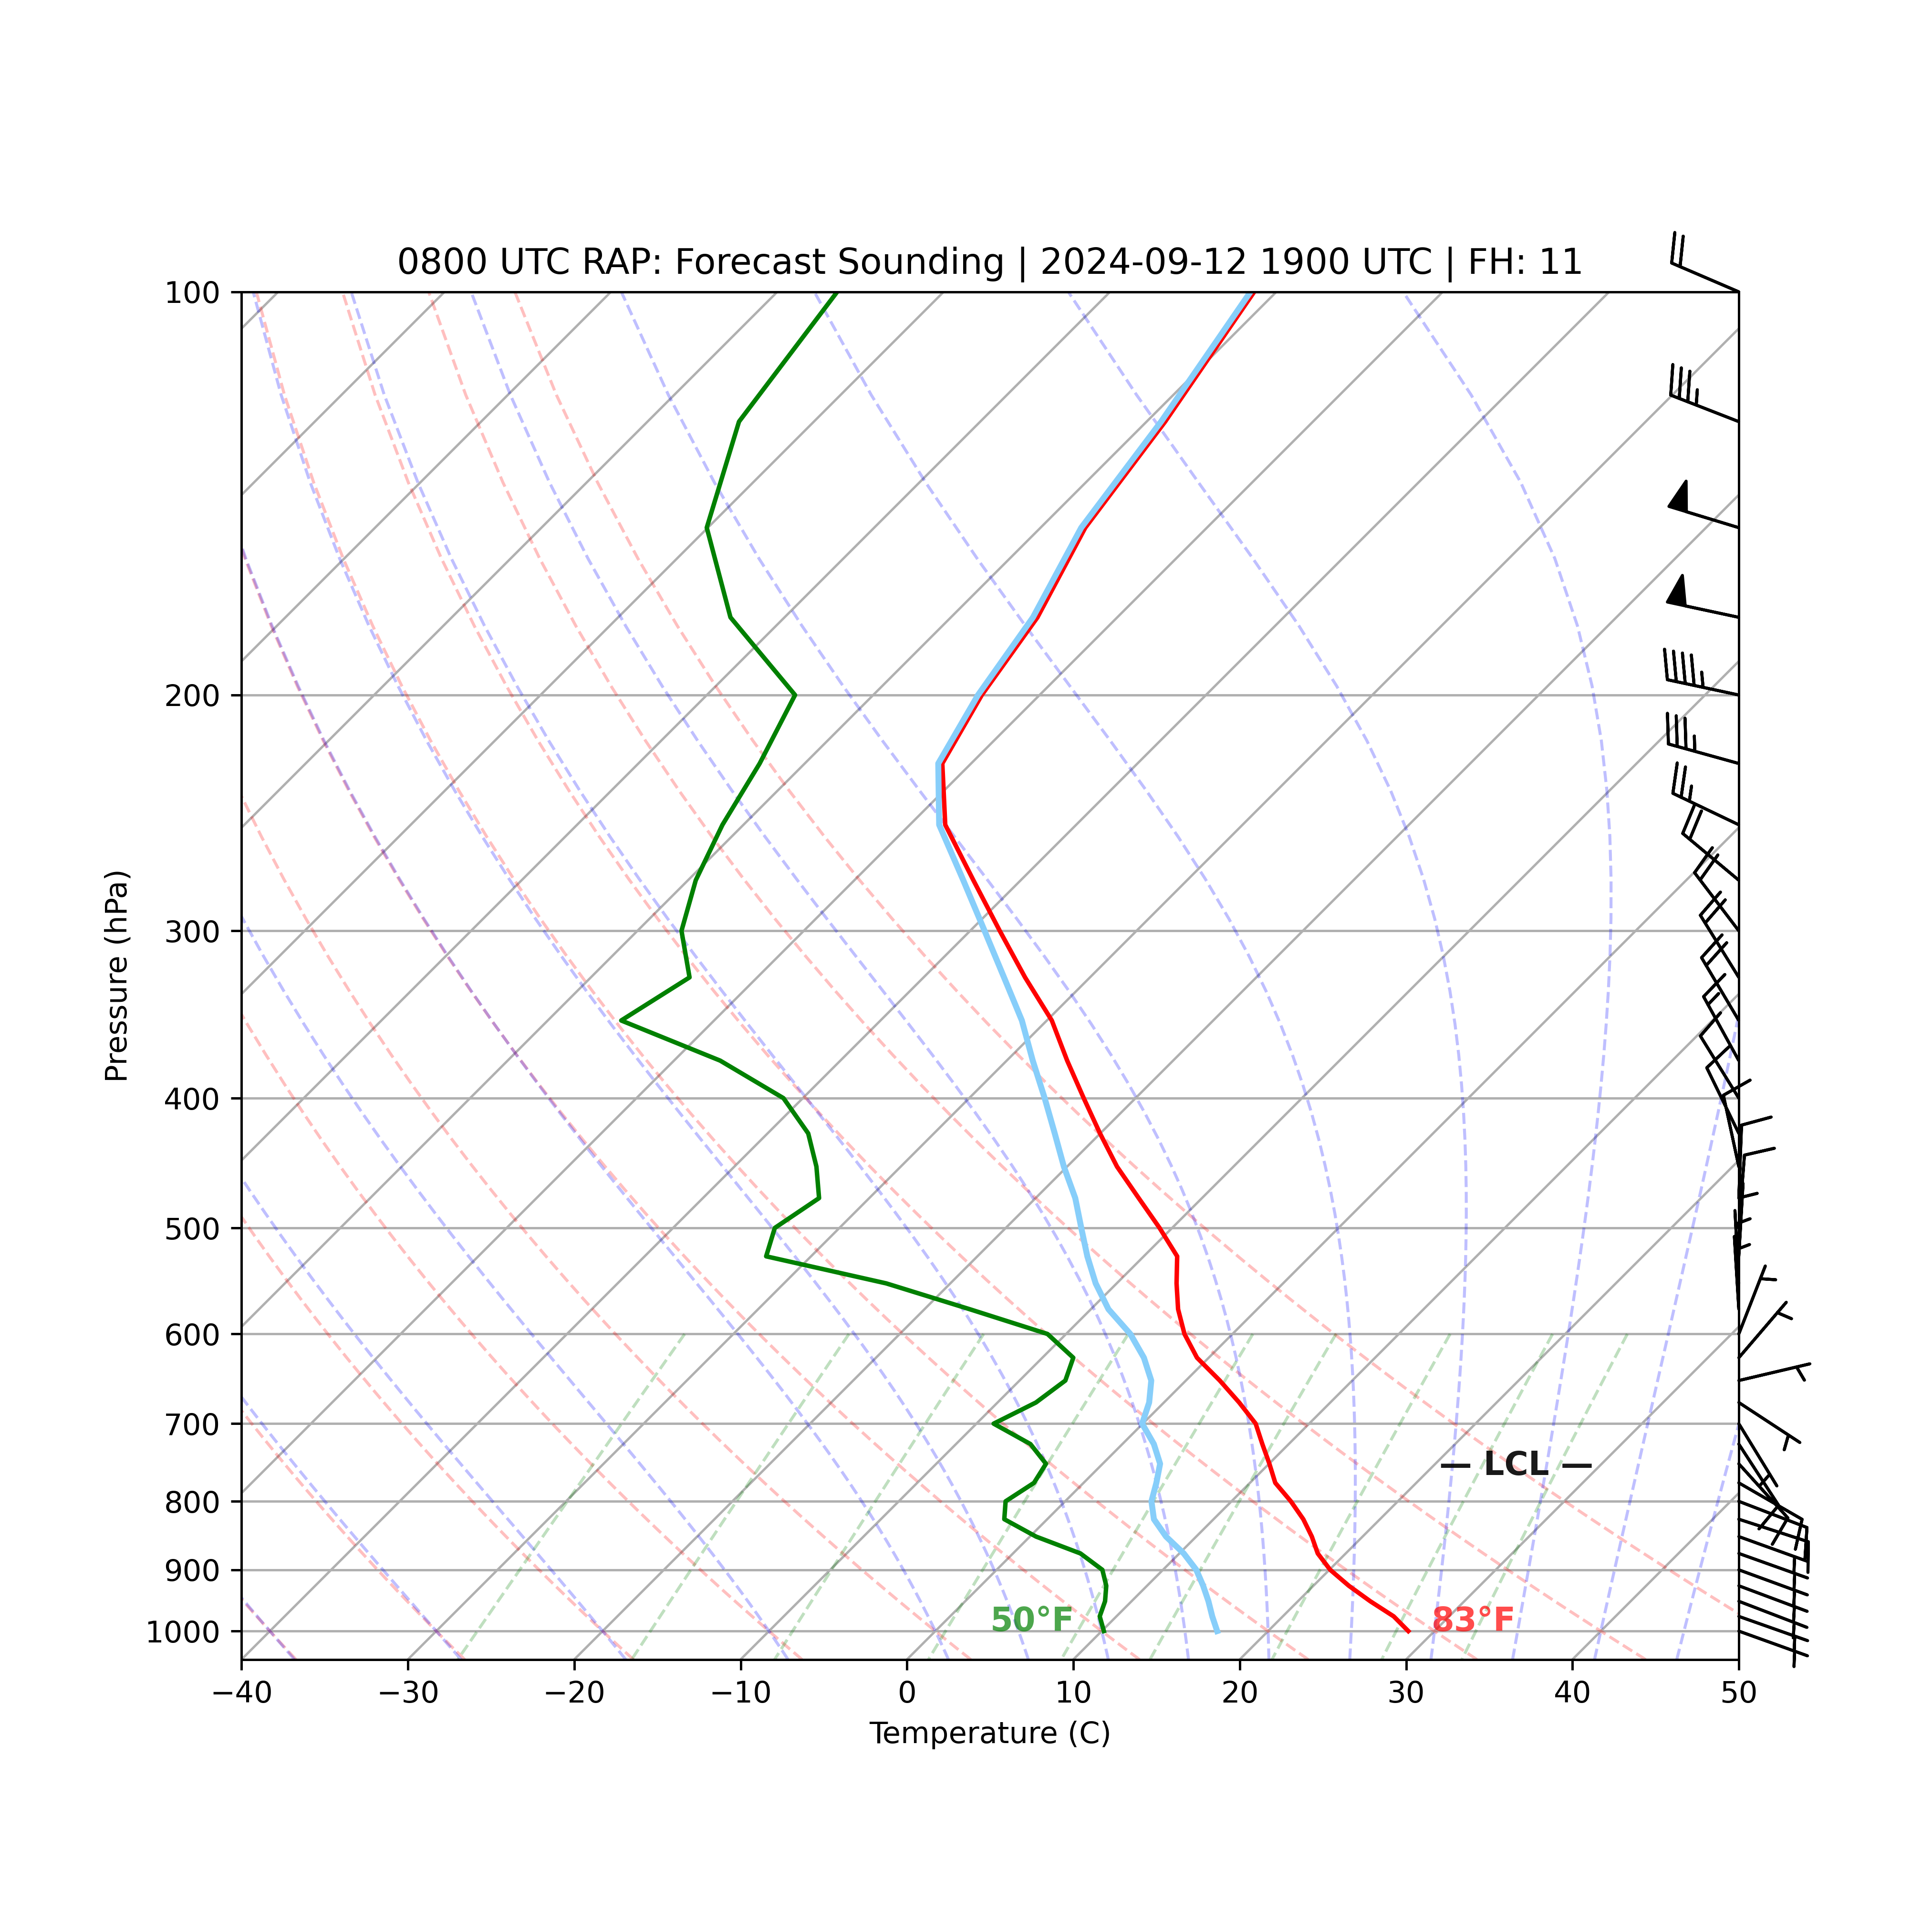 0800 UTC RAP: Forecast Sounding | 2024-09-12 1900 UTC | FH: 11
100
200
300
400
500
600
700
800
900
1000
Pressure (hPa)
— LCL —
50°F
83°F
−40 −30 −20 −10 0 10 20 30 40 50
Temperature (C)